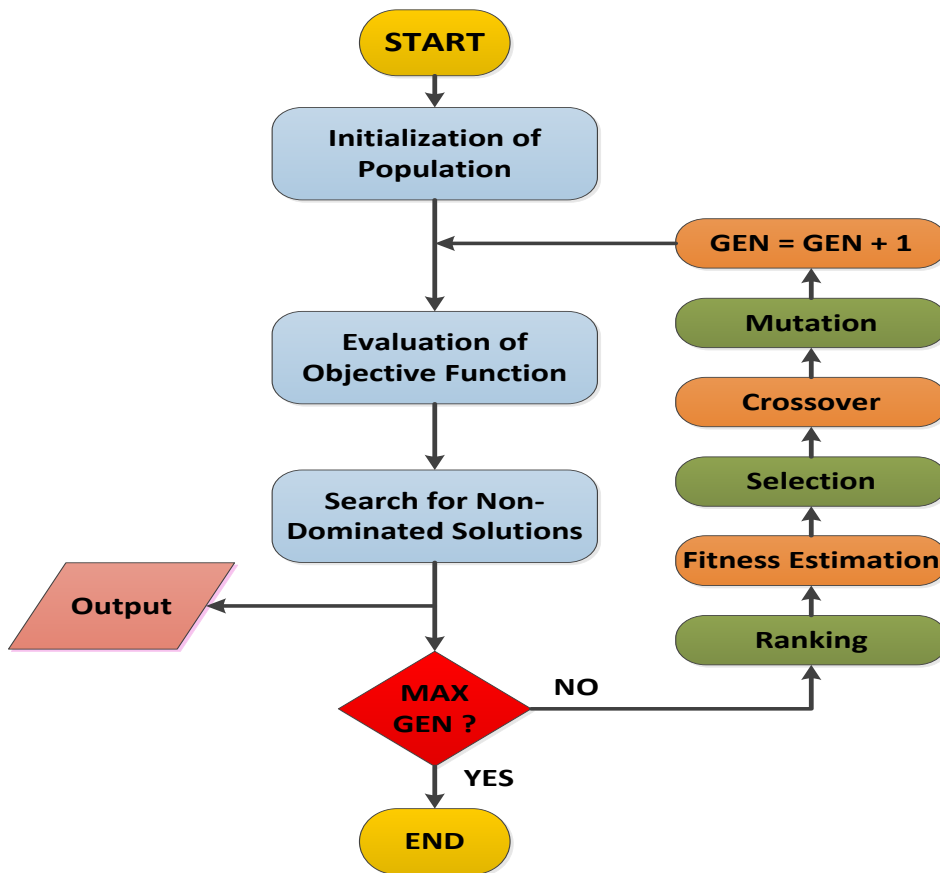 START
Initialization of
Population
GEN = GEN + 1
Mutation
Evaluation of
Objective Function
Crossover
Selection
Search for Non-
Dominated Solutions
Fitness Estimation
Output
Ranking
MAX
GEN ?
NO
YES
END